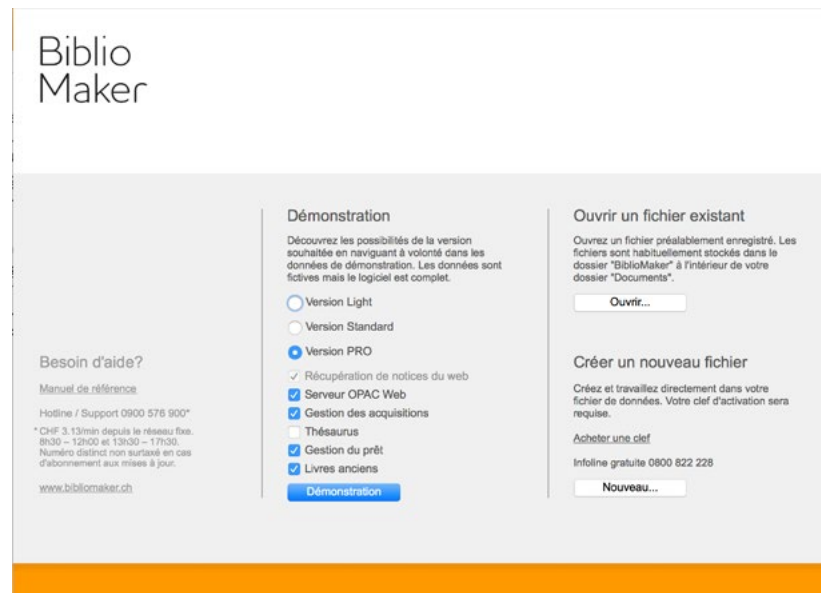 Biblio
Maker
Besoin d'aide?
Manuel de référence
Hotline / Support 0900 576 900*
* CHF 3.13/min depuis le réseau fixe.
8h30 – 12h00 et 13h30 – 17h30.
Numéro distinct non surtaxé en cas
d'abonnement aux mises à jour.
www.bibliomaker.ch
Démonstration
Découvrez les possibilités de la version
souhaitée en naviguant à volonté dans les
données de démonstration. Les données sont
fictives mais le logiciel est complet.
Version Light
Version Standard
Version PRO
Récupération de notices du web
Serveur OPAC Web
Gestion des acquisitions
Thésaurus
Gestion du prêt
Livres anciens
Démonstration
Ouvrir un fichier existant
Ouvrez un fichier préalablement enregistré. Les
fichiers sont habituellement stockés dans le
dossier "BiblioMaker" à l'intérieur de votre
dossier "Documents".
Ouvrir...
Créer un nouveau fichier
Créez et travaillez directement dans votre
fichier de données. Votre clef d'activation sera
requise.
Acheter une clef
Infoline gratuite 0800 822 228
Nouveau...